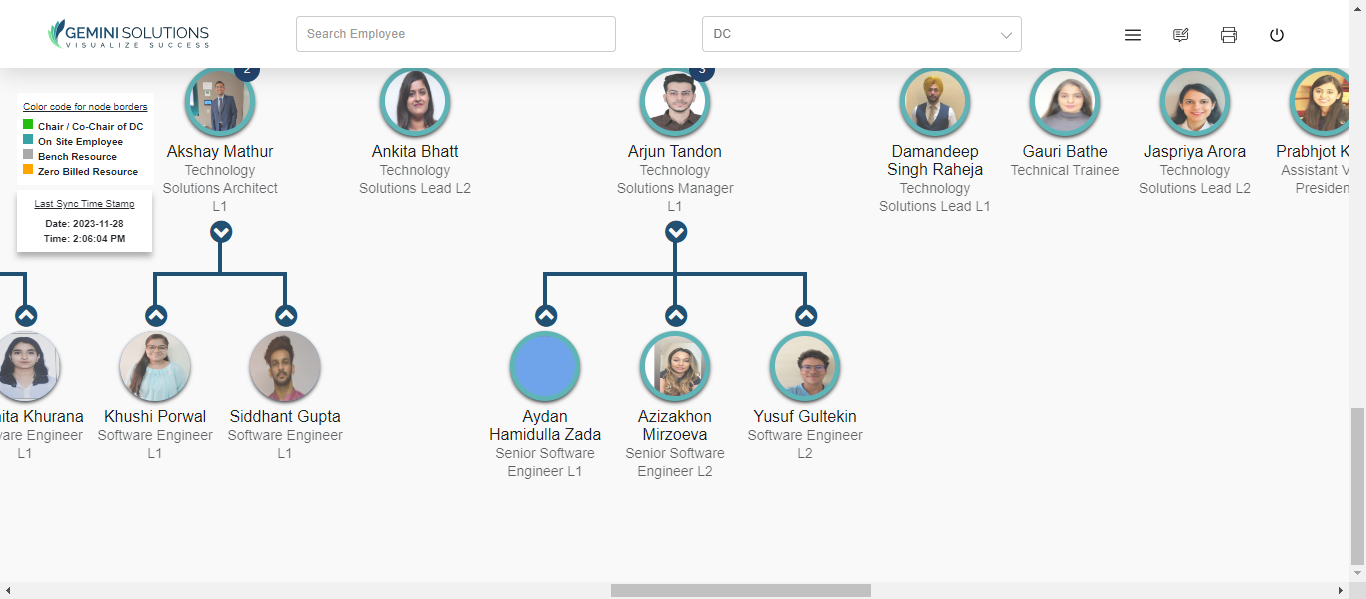 GEMINI SOLUTIONS
VISUALIZE SUCCESS
Search Employee
DC
Color code for node borders
Chair / Co-Chair of DC
On Site Employee
Bench Resource
Zero Billed Resource
Last Sync Time Stamp
Date: 2023-11-28
Time: 2:06:04 PM
2
Akshay Mathur
Technology
Solutions Architect
L1
Ankita Bhatt
Technology
Solutions Lead L2
3
Arjun Tandon
Technology
Solutions Manager
L1
Damandeep
Singh Raheja
Technology
Solutions Lead L1
Gauri Bathe
Technical Trainee
Jaspriya Arora
Technology
Solutions Lead L2
Prabhjot K
Assistant V
Presiden
ita Khurana
vare Engineer
L1
Khushi Porwal
Software Engineer
L1
Siddhant Gupta
Software Engineer
L1
Aydan
Hamidulla Zada
Senior Software
Engineer L1
Azizakhon
Mirzoeva
Senior Software
Engineer L2
Yusuf Gultekin
Software Engineer
L2